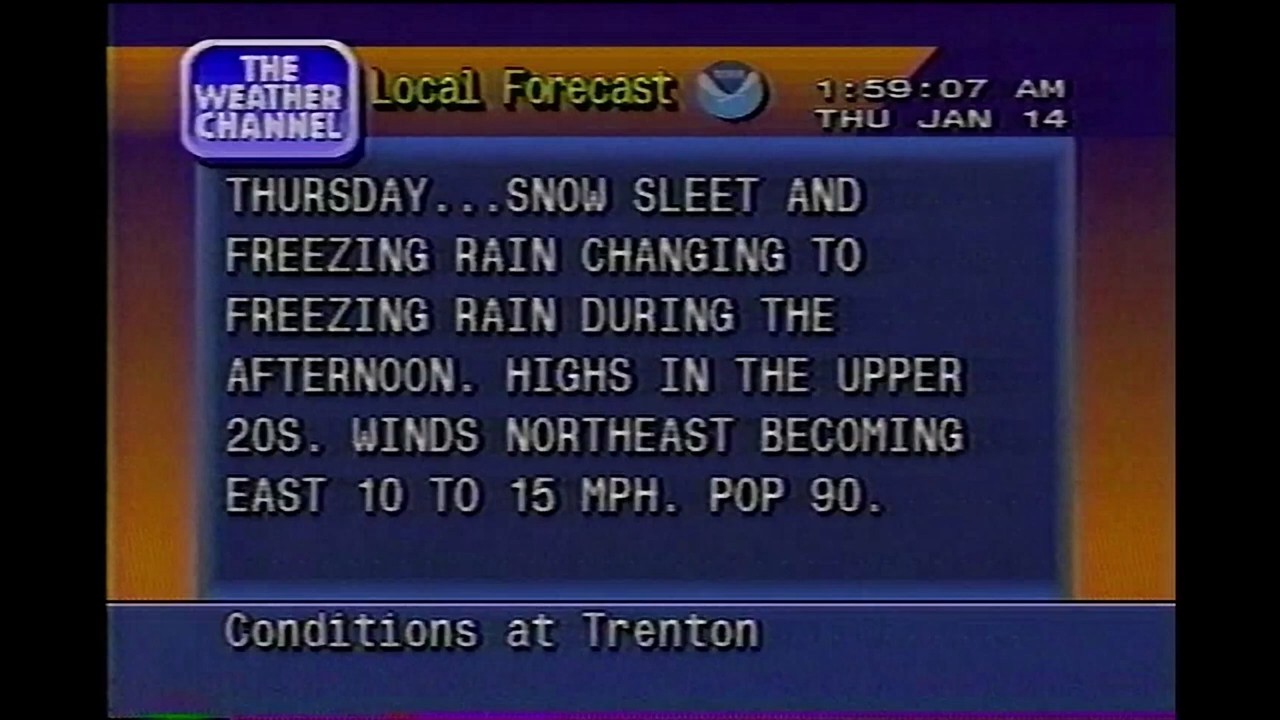 THE
WEATHER
CHANNEL
Local Forecast
1:59:07 AM
THU JAN 14
THURSDAY...SNOW SLEET AND
FREEZING RAIN CHANGING TO
FREEZING RAIN DURING THE
AFTERNOON. HIGHS IN THE UPPER
20S. WINDS NORTHEAST BECOMING
EAST 10 TO 15 MPH. POP 90.
Conditions at Trenton